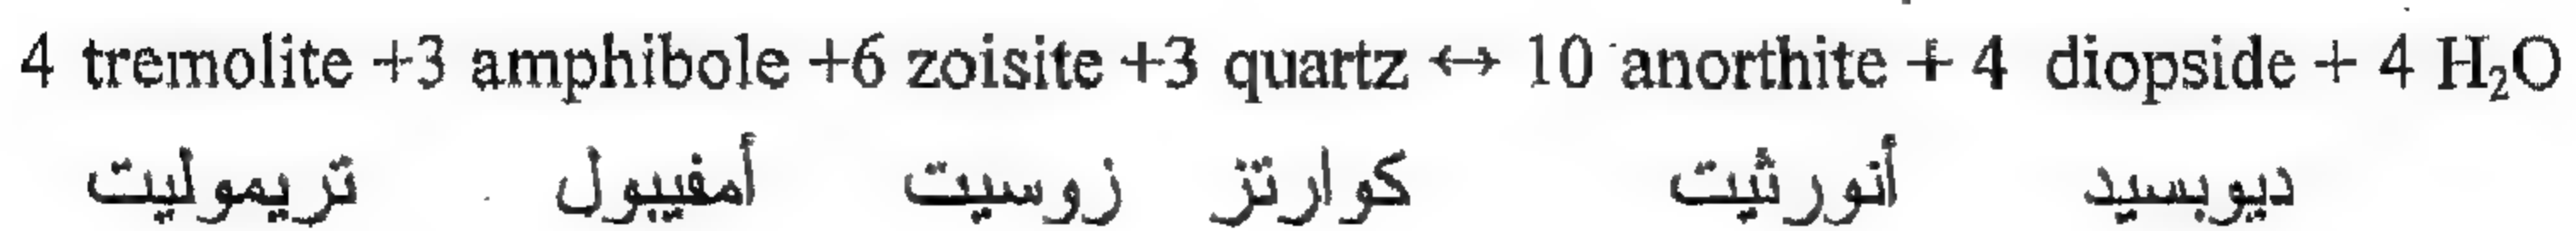 4 tremolite +3 amphibole +6 zoisite +3 quartz ↔ 10 anorthite + 4 diopside + 4 H₂O
تريموليت أمفيبول زوسيت كوارتز أنورثيت ديوبسيد